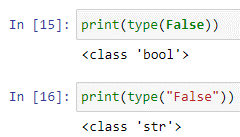 In [15]: print(type(False))
<class 'bool'>
In [16]: print(type("False"))
<class 'str'>